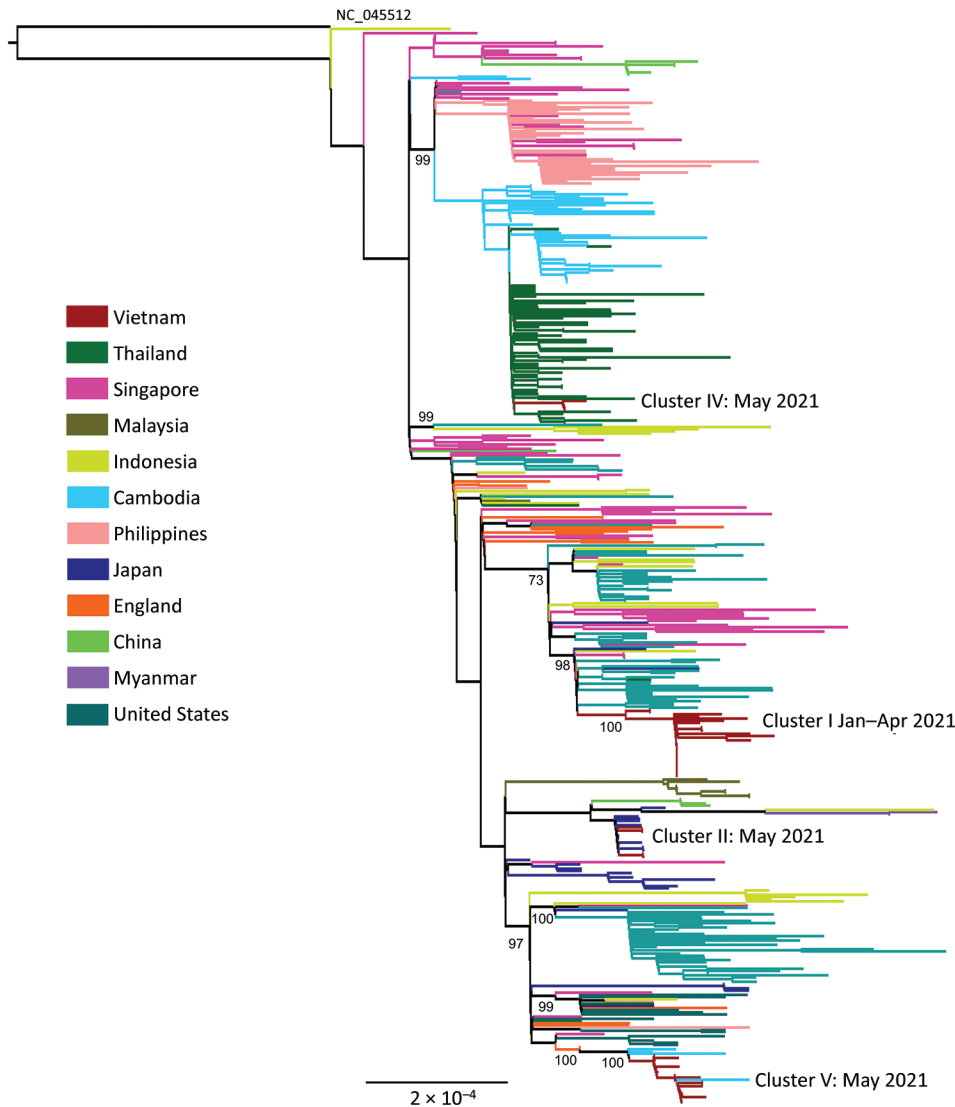 NC_045512
99
Vietnam
Thailand
Singapore
Malaysia
Indonesia
Cambodia
Philippines
Japan
England
China
Myanmar
United States
Cluster IV: May 2021
99
73
98
100
Cluster I Jan–Apr 2021
Cluster II: May 2021
100
97
99
100
100
Cluster V: May 2021
2 × 10⁻⁴